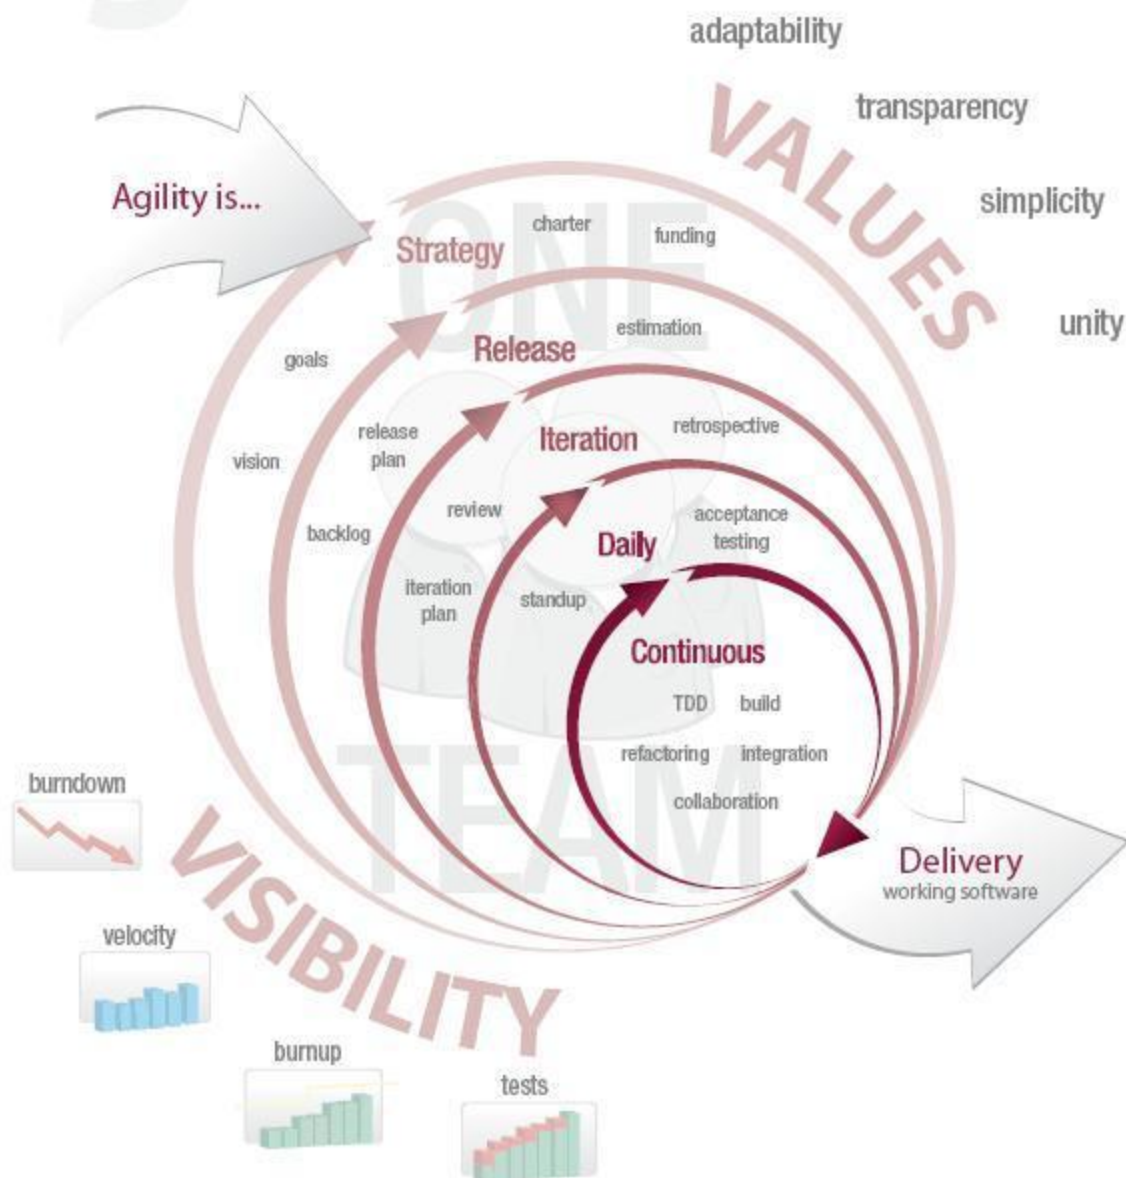 adaptability
transparency
simplicity
unity
VALUES
Agility is...
ONE
TEAM
Strategy
charter
funding
goals
vision
Release
estimation
release
plan
backlog
Iteration
retrospective
review
iteration
plan
Daily
acceptance
testing
standup
Continuous
TDD build
refactoring integration
collaboration
Delivery
working software
VISIBILITY
burndown
velocity
burnup
tests